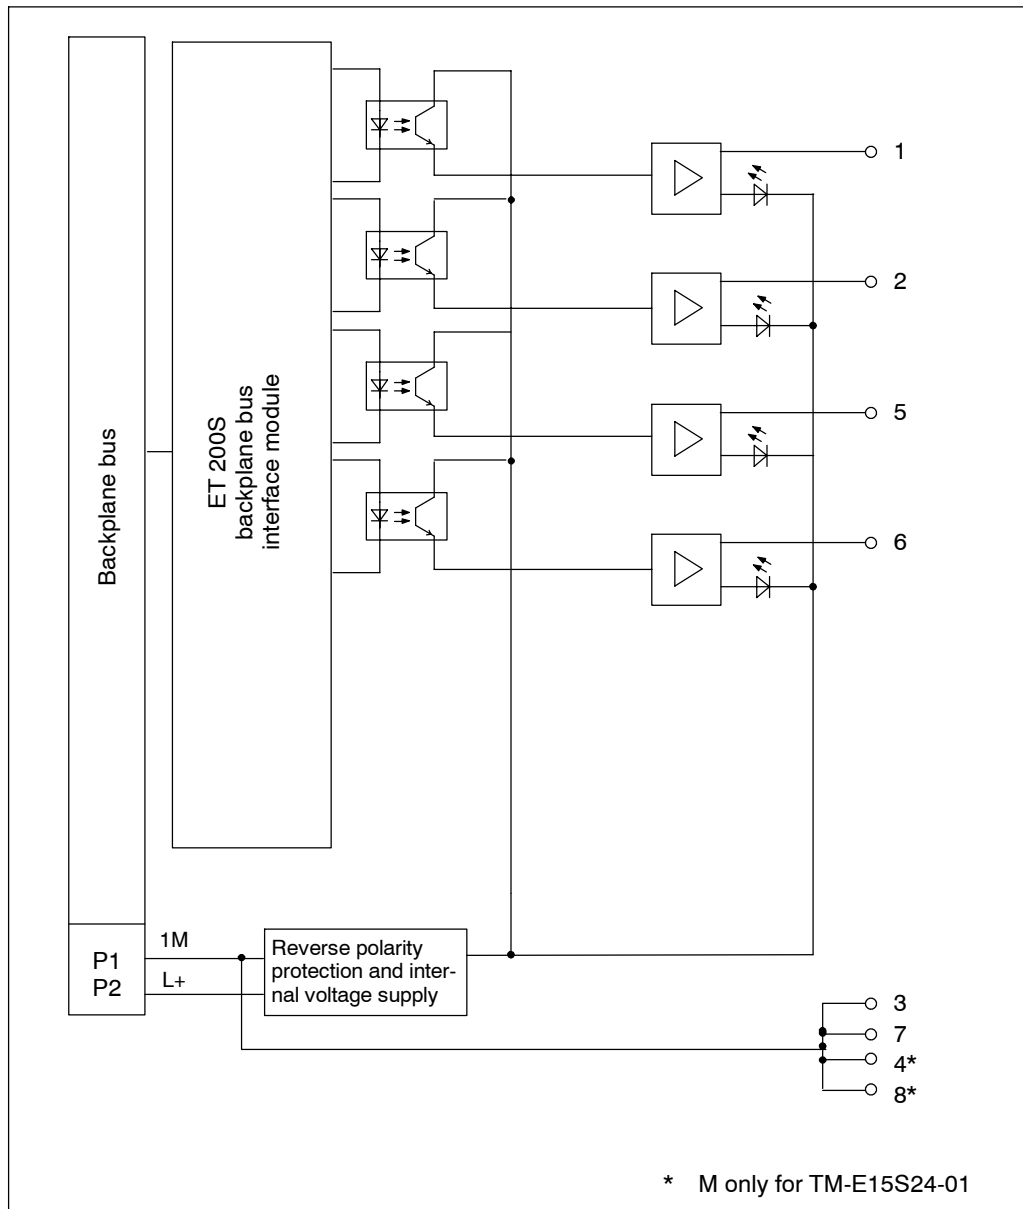 1
2
5
6
Backplane bus
ET 200S
backplane bus
interface module
1M
L+
P1
P2
Reverse polarity
protection and inter-
nal voltage supply
3
7
4*
8*
* M only for TM-E15S24-01